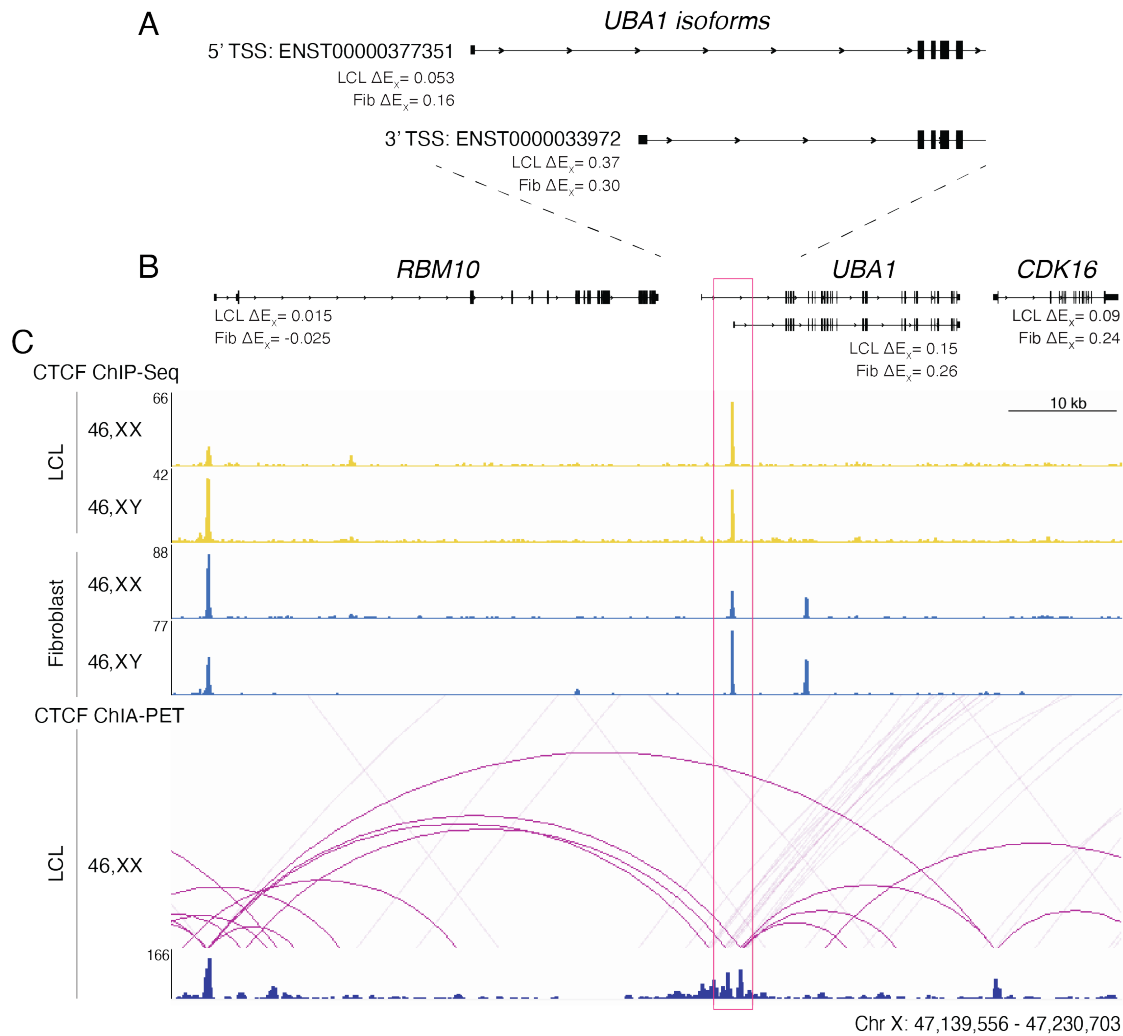 A
UBA1 isoforms
5' TSS: ENST00000377351
LCL ΔEx= 0.053
Fib ΔEx= 0.16
3' TSS: ENST0000033972
LCL ΔEx= 0.37
Fib ΔEx= 0.30
B
RBM10
UBA1
CDK16
LCL ΔEx= 0.015
Fib ΔEx= -0.025
LCL ΔEx= 0.09
Fib ΔEx= 0.24
LCL ΔEx= 0.15
Fib ΔEx= 0.26
C
CTCF ChIP-Seq
10 kb
LCL
66
46,XX
42
46,XY
Fibroblast
88
46,XX
77
46,XY
CTCF ChIA-PET
LCL
46,XX
166
Chr X: 47,139,556 - 47,230,703